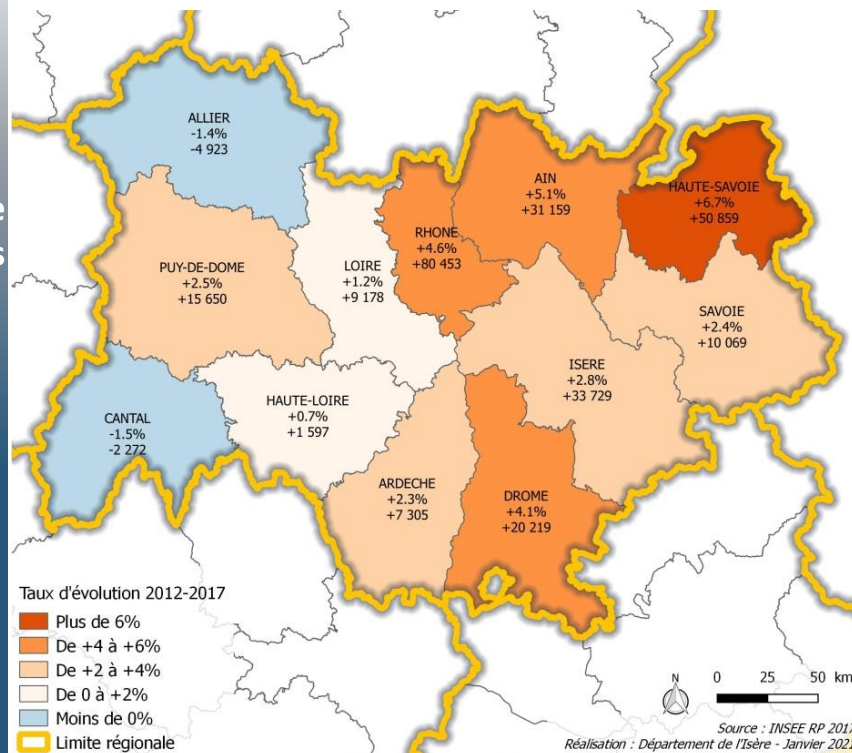 ALLIER
-1.4%
-4 923
AIN
+5.1%
+31 159
HAUTE-SAVOIE
+6.7%
+50 859
RHONE
+4.6%
+80 453
PUY-DE-DOME
+2.5%
+15 650
LOIRE
+1.2%
+9 178
SAVOIE
+2.4%
+10 069
ISERE
+2.8%
+33 729
HAUTE-LOIRE
+0.7%
+1 597
CANTAL
-1.5%
-2 272
ARDECHE
+2.3%
+7 305
DROME
+4.1%
+20 219
Taux d'évolution 2012-2017
Plus de 6%
De +4 à +6%
De +2 à +4%
De 0 à +2%
Moins de 0%
Limite régionale
N
0 25 50 km
Source : INSEE RP 2017
Réalisation : Département de l'Isère - Janvier